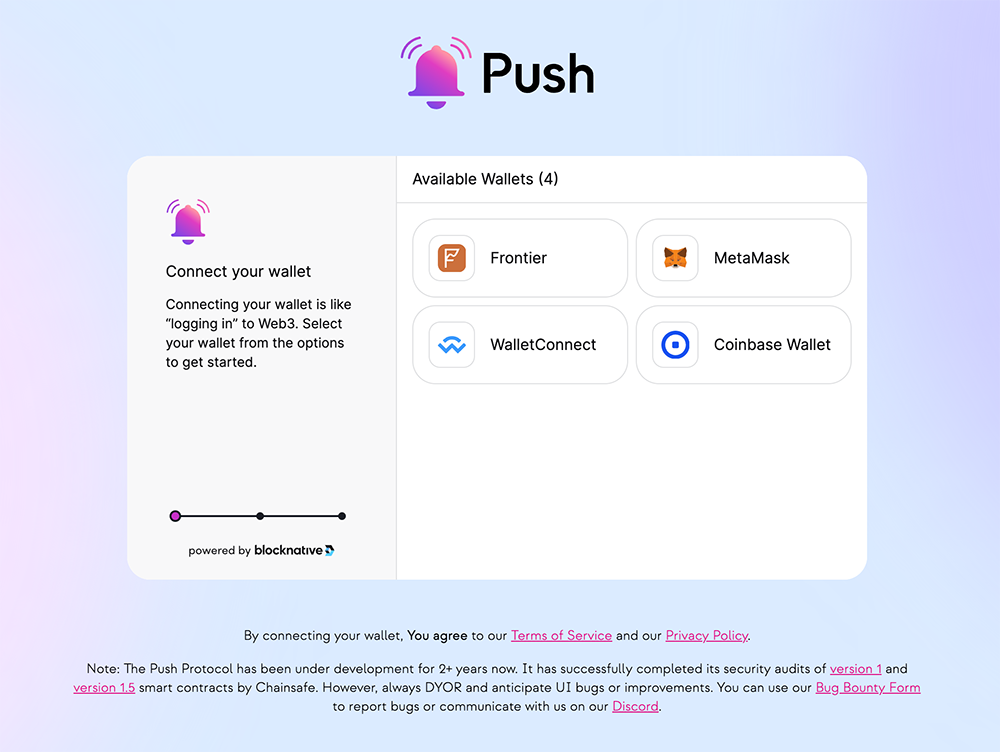 Push
Available Wallets (4)
Connect your wallet
Connecting your wallet is like
“logging in” to Web3. Select
your wallet from the options
to get started.
Frontier
MetaMask
WalletConnect
Coinbase Wallet
powered by blocknative
By connecting your wallet, You agree to our Terms of Service and our Privacy Policy.
Note: The Push Protocol has been under development for 2+ years now. It has successfully completed its security audits of version 1 and
version 1.5 smart contracts by Chainsafe. However, always DYOR and anticipate UI bugs or improvements. You can use our Bug Bounty Form
to report bugs or communicate with us on our Discord.